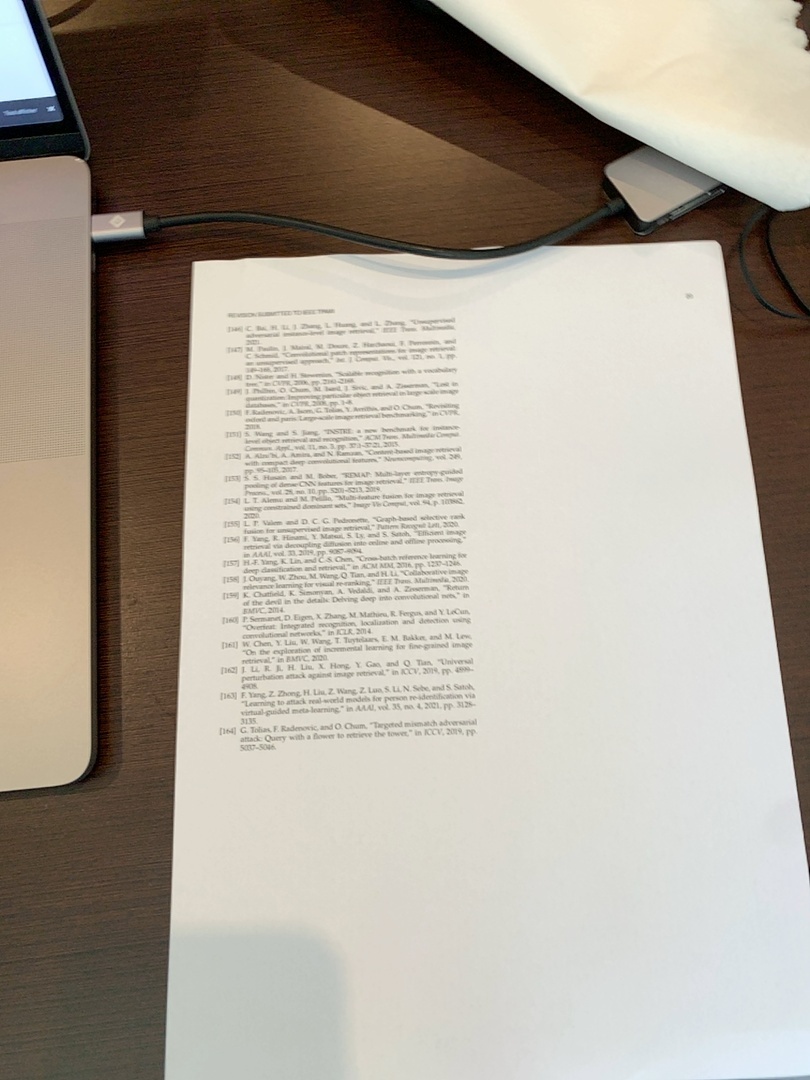 REVISION SUBMITTED TO IEEE TPAMI
[146] C. Bai, H. Li, J. Zhang, L. Huang, and L. Zhang, "Unsupervised
adversarial instance-level image retrieval," IEEE Trans. Multimedia,
2021.
[147] M. Paulin, J. Mairal, M. Douze, Z. Harchaoui, F. Perronnin, and
C. Schmid, "Convolutional patch representations for image retrieval:
an unsupervised approach," Int. J. Comput. Vis., vol. 121, no. 1, pp.
149–168, 2017.
[148] D. Nister and H. Stewenius, "Scalable recognition with a vocabulary
tree," in CVPR, 2006, pp. 2161–2168.
[149] J. Philbin, O. Chum, M. Isard, J. Sivic, and A. Zisserman, "Lost in
quantization: Improving particular object retrieval in large scale image
databases," in CVPR, 2008, pp. 1–8.
[150] F. Radenovic, A. Iscen, G. Tolias, Y. Avrithis, and O. Chum, "Revisiting
oxford and paris: Large-scale image retrieval benchmarking," in CVPR,
2018.
[151] S. Wang and S. Jiang, "INSTRE: a new benchmark for instance-
level object retrieval and recognition," ACM Trans. Multimedia Comput.
Commun. Appl., vol. 11, no. 3, pp. 37:1–37:21, 2015.
[152] A. Alzu'bi, A. Amira, and N. Ramzan, "Content-based image retrieval
with compact deep convolutional features," Neurocomputing, vol. 249,
pp. 95–105, 2017.
[153] S. S. Husain and M. Bober, "REMAP: Multi-layer entropy-guided
pooling of dense CNN features for image retrieval," IEEE Trans. Image
Process., vol. 28, no. 10, pp. 5201–5213, 2019.
[154] L. T. Alemu and M. Pelillo, "Multi-feature fusion for image retrieval
using constrained dominant sets," Image Vis Comput, vol. 94, p. 103862,
2020.
[155] L. P. Valem and D. C. G. Pedronette, "Graph-based selective rank
fusion for unsupervised image retrieval," Pattern Recognit Lett, 2020.
[156] F. Yang, R. Hinami, Y. Matsui, S. Ly, and S. Satoh, "Efficient image
retrieval via decoupling diffusion into online and offline processing,"
in AAAI, vol. 33, 2019, pp. 9087–9094.
[157] H.-F. Yang, K. Lin, and C.-S. Chen, "Cross-batch reference learning for
deep classification and retrieval," in ACM MM, 2016, pp. 1237–1246.
[158] J. Ouyang, W. Zhou, M. Wang, Q. Tian, and H. Li, "Collaborative image
relevance learning for visual re-ranking," IEEE Trans. Multimedia, 2020.
[159] K. Chatfield, K. Simonyan, A. Vedaldi, and A. Zisserman, "Return
of the devil in the details: Delving deep into convolutional nets," in
BMVC, 2014.
[160] P. Sermanet, D. Eigen, X. Zhang, M. Mathieu, R. Fergus, and Y. LeCun,
"Overfeat: Integrated recognition, localization and detection using
convolutional networks," in ICLR, 2014.
[161] W. Chen, Y. Liu, W. Wang, T. Tuytelaars, E. M. Bakker, and M. Lew,
"On the exploration of incremental learning for fine-grained image
retrieval," in BMVC, 2020.
[162] J. Li, R. Ji, H. Liu, X. Hong, Y. Gao, and Q. Tian, "Universal
perturbation attack against image retrieval," in ICCV, 2019, pp. 4899–
4908.
[163] F. Yang, Z. Zhong, H. Liu, Z. Wang, Z. Luo, S. Li, N. Sebe, and S. Satoh,
"Learning to attack real-world models for person re-identification via
virtual-guided meta-learning," in AAAI, vol. 35, no. 4, 2021, pp. 3128–
3135.
[164] G. Tolias, F. Radenovic, and O. Chum, "Targeted mismatch adversarial
attack: Query with a flower to retrieve the tower," in ICCV, 2019, pp.
5037–5046.